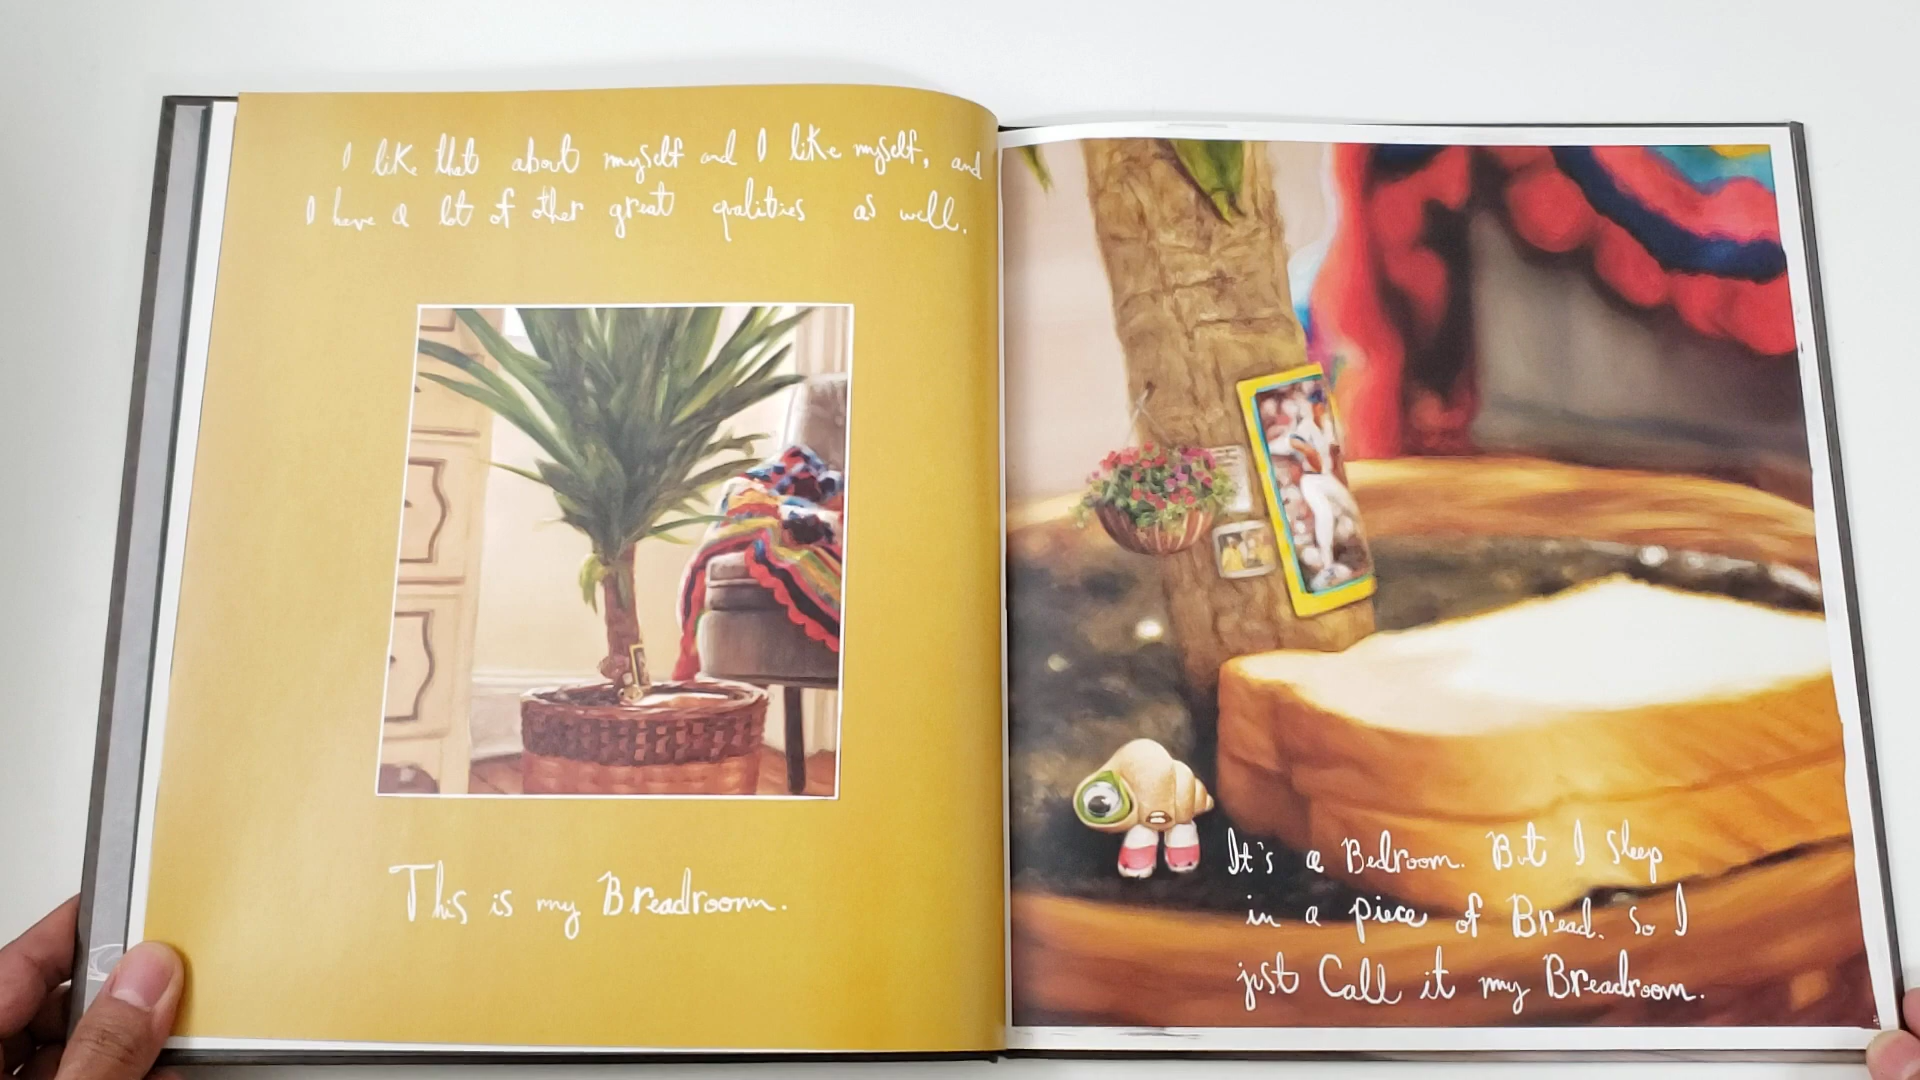 I like that about myself and I like myself, and
I have a lot of other great qualities as well.
This is my Breadroom.
It's a Bedroom. But I sleep
in a piece of Bread. So I
just Call it my Breadroom.